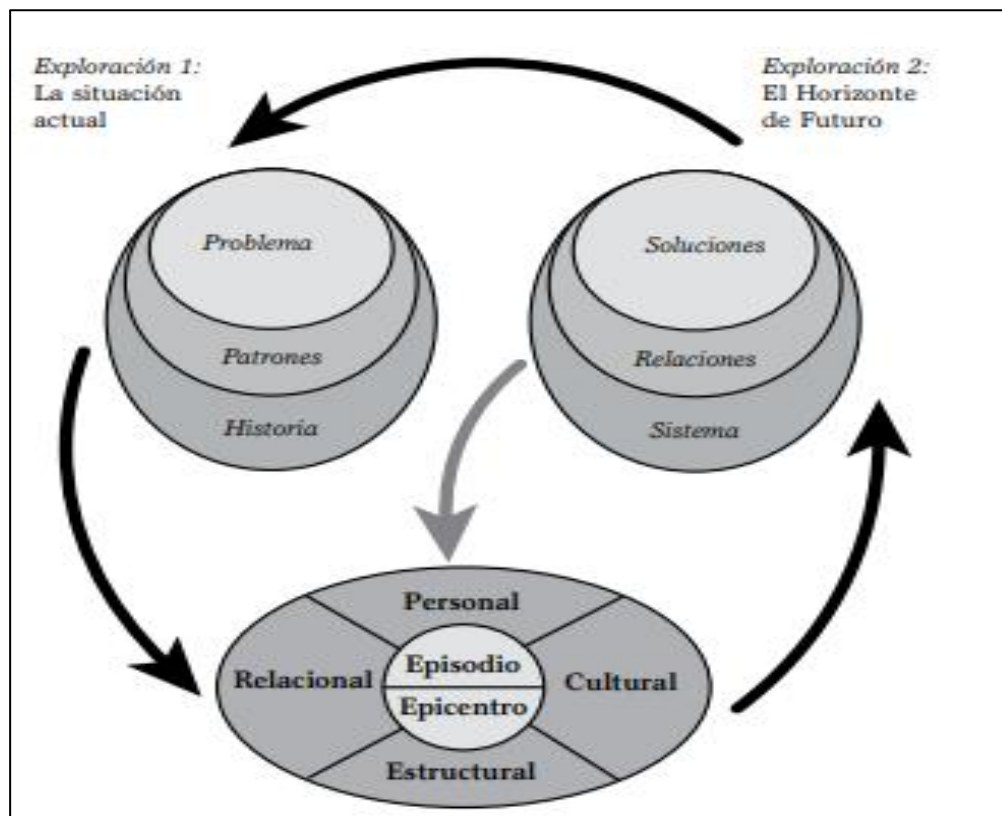 Exploración 1:
La situación
actual
Exploración 2:
El Horizonte
de Futuro
Problema
Patrones
Historia
Soluciones
Relaciones
Sistema
Personal
Relacional
Episodio
Epicentro
Cultural
Estructural